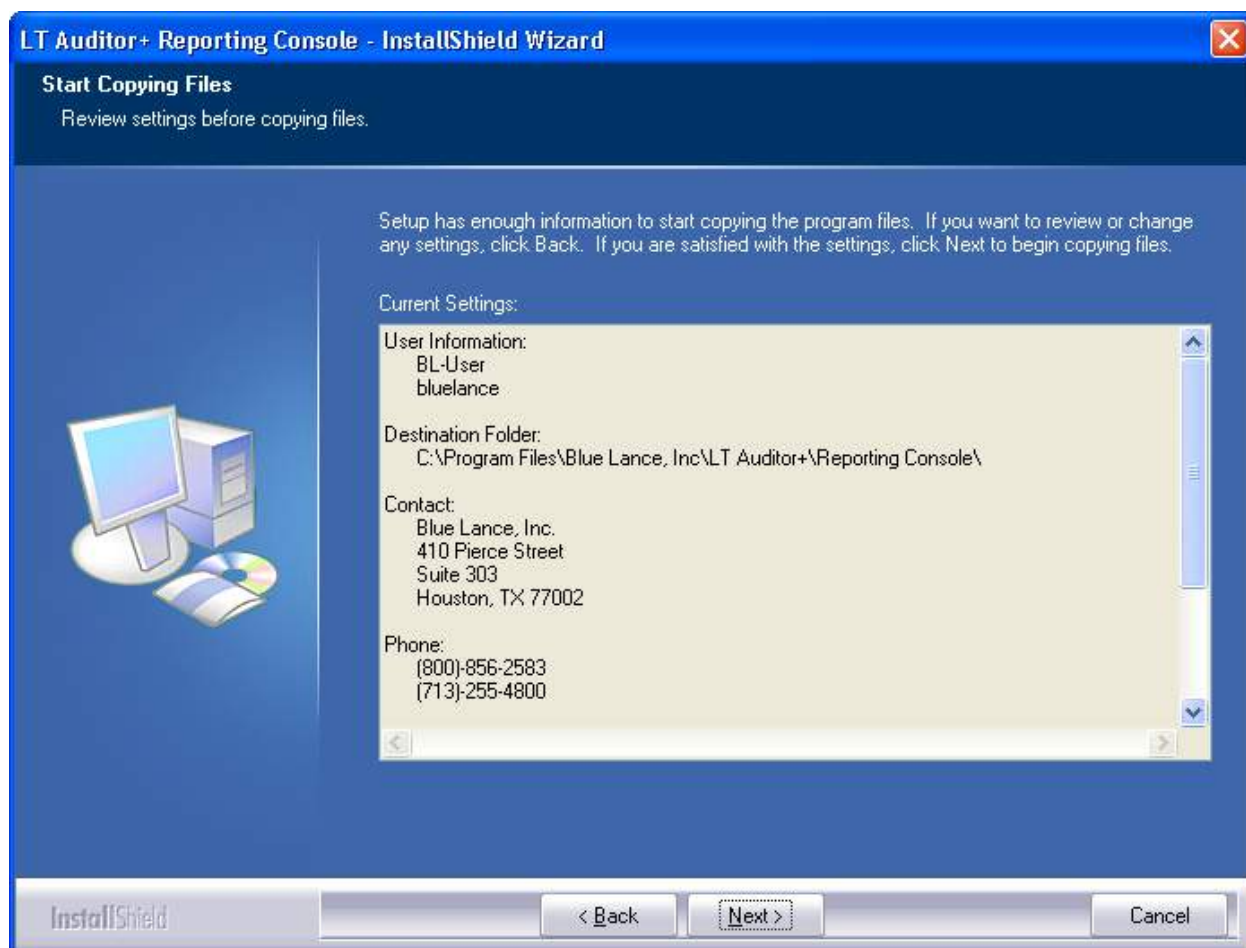 LT Auditor+ Reporting Console - InstallShield Wizard
Start Copying Files
Review settings before copying files.
Setup has enough information to start copying the program files. If you want to review or change
any settings, click Back. If you are satisfied with the settings, click Next to begin copying files.
Current Settings:
User Information:
BL-User
bluelance
Destination Folder:
C:\Program Files\Blue Lance, Inc\LT Auditor+\Reporting Console\
Contact:
Blue Lance, Inc.
410 Pierce Street
Suite 303
Houston, TX 77002
Phone:
(800)-856-2583
(713)-255-4800
InstallShield
< Back
Next >
Cancel